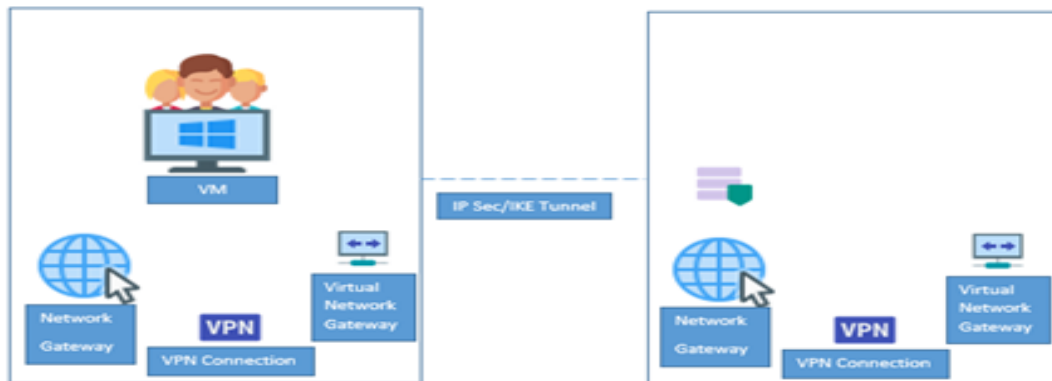 VM
IP Sec/IKE Tunnel
Network
Gateway
VPN
VPN Connection
Virtual
Network
Gateway
Network
Gateway
VPN
VPN Connection
Virtual
Network
Gateway